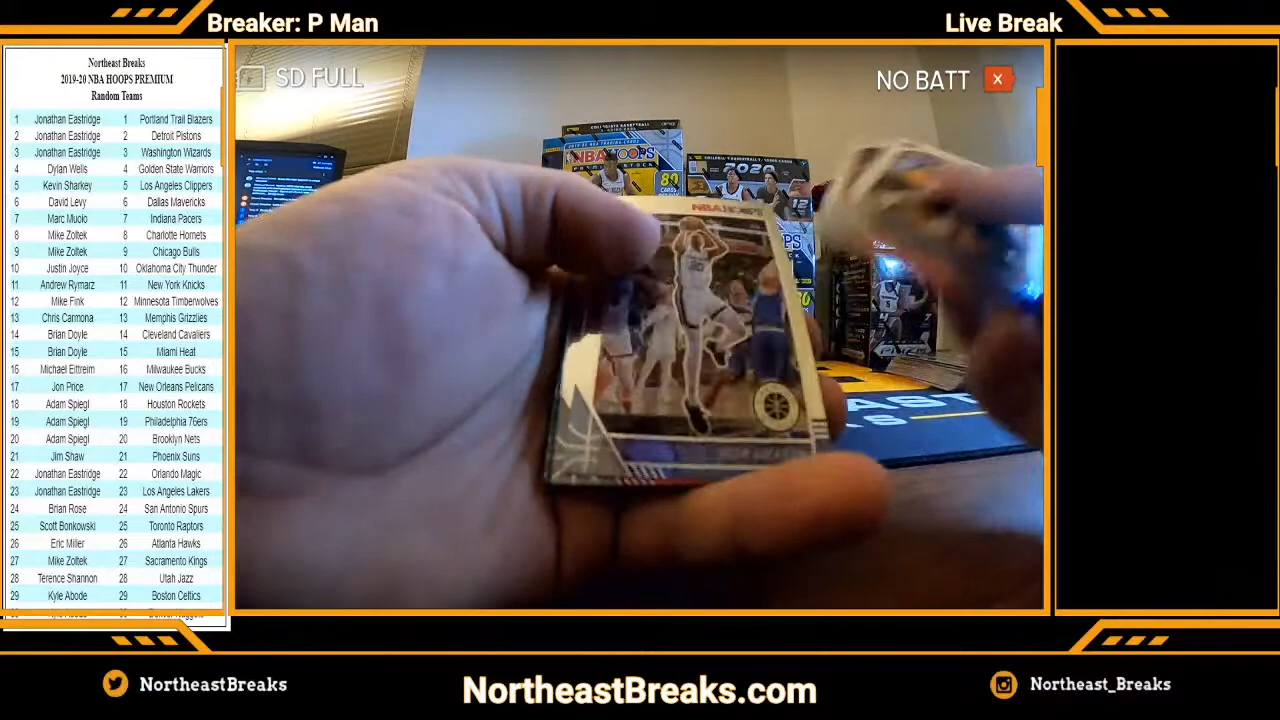 Breaker: P Man
Live Break
Northeast Breaks
2019-20 NBA HOOPS PREMIUM
Random Teams
1 Jonathan Eastridge 1 Portland Trail Blazers
2 Jonathan Eastridge 2 Detroit Pistons
3 Jonathan Eastridge 3 Washington Wizards
4 Dylan Wells 4 Golden State Warriors
5 Kevin Sharkey 5 Los Angeles Clippers
6 David Levy 6 Dallas Mavericks
7 Marc Muoio 7 Indiana Pacers
8 Mike Zoltek 8 Charlotte Hornets
9 Mike Zoltek 9 Chicago Bulls
10 Justin Joyce 10 Oklahoma City Thunder
11 Andrew Rymarz 11 New York Knicks
12 Mike Fink 12 Minnesota Timberwolves
13 Chris Carmona 13 Memphis Grizzlies
14 Brian Doyle 14 Cleveland Cavaliers
15 Brian Doyle 15 Miami Heat
16 Michael Eittreim 16 Milwaukee Bucks
17 Jon Price 17 New Orleans Pelicans
18 Adam Spiegl 18 Houston Rockets
19 Adam Spiegl 19 Philadelphia 76ers
20 Adam Spiegl 20 Brooklyn Nets
21 Jim Shaw 21 Phoenix Suns
22 Jonathan Eastridge 22 Orlando Magic
23 Jonathan Eastridge 23 Los Angeles Lakers
24 Brian Rose 24 San Antonio Spurs
25 Scott Bonkowski 25 Toronto Raptors
26 Eric Miller 26 Atlanta Hawks
27 Mike Zoltek 27 Sacramento Kings
28 Terence Shannon 28 Utah Jazz
29 Kyle Abode 29 Boston Celtics
SD FULL
NO BATT
NBA HOOPS
89
CARDS
2020
12
NBA HOOPS
PRIZM
AST
NortheastBreaks
NortheastBreaks.com
Northeast_Breaks